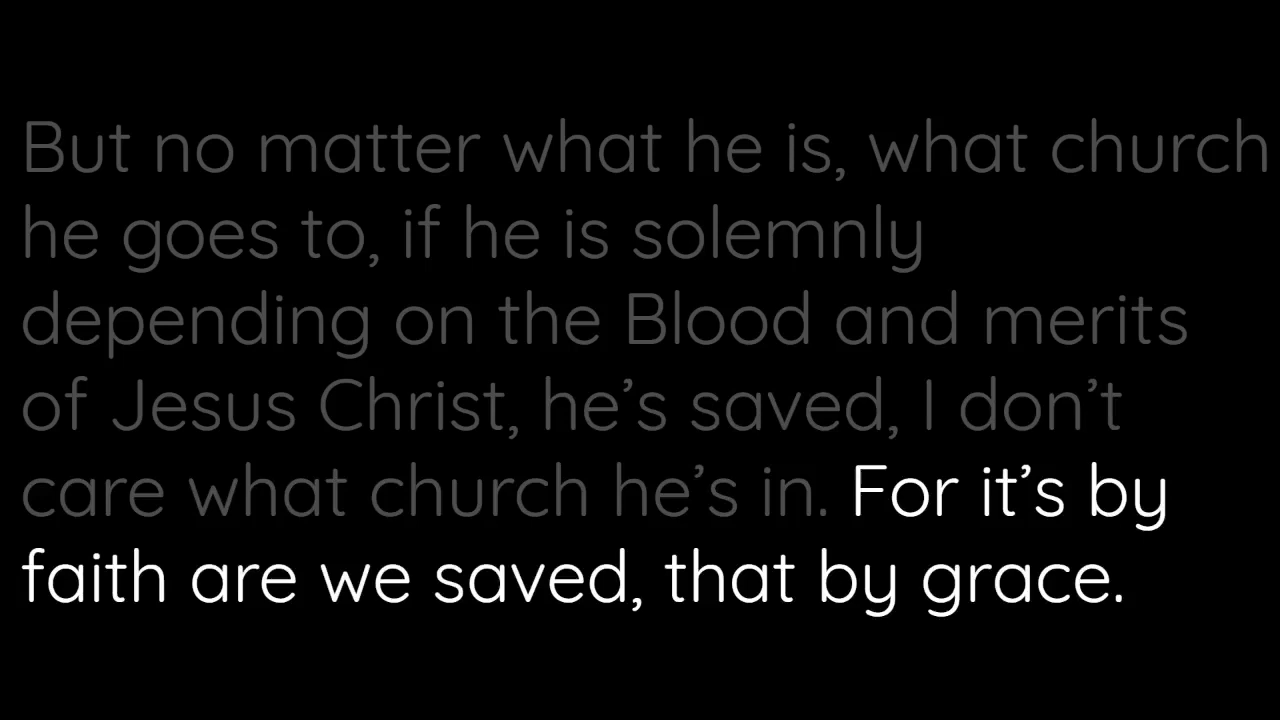 But no matter what he is, what church
he goes to, if he is solemnly
depending on the Blood and merits
of Jesus Christ, he’s saved, I don’t
care what church he’s in. For it’s by
faith are we saved, that by grace.